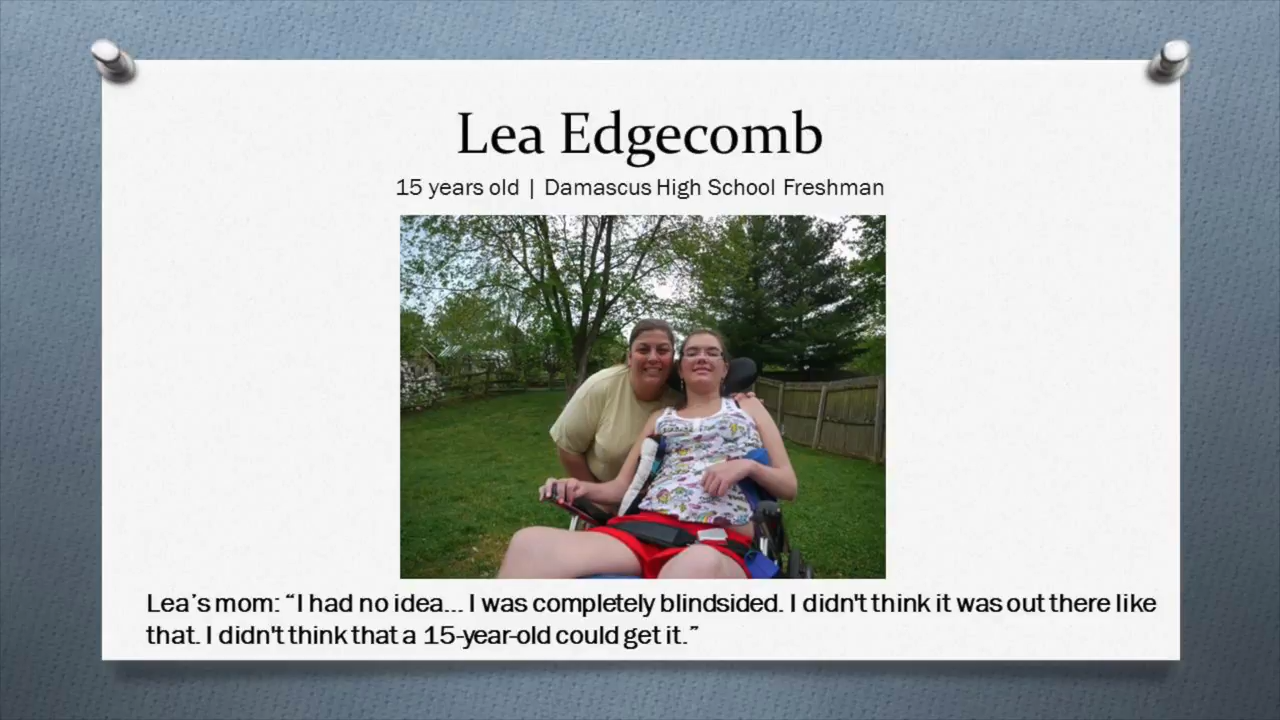 Lea Edgecomb
15 years old | Damascus High School Freshman
Lea’s mom: “I had no idea... I was completely blindsided. I didn't think it was out there like
that. I didn't think that a 15-year-old could get it.”